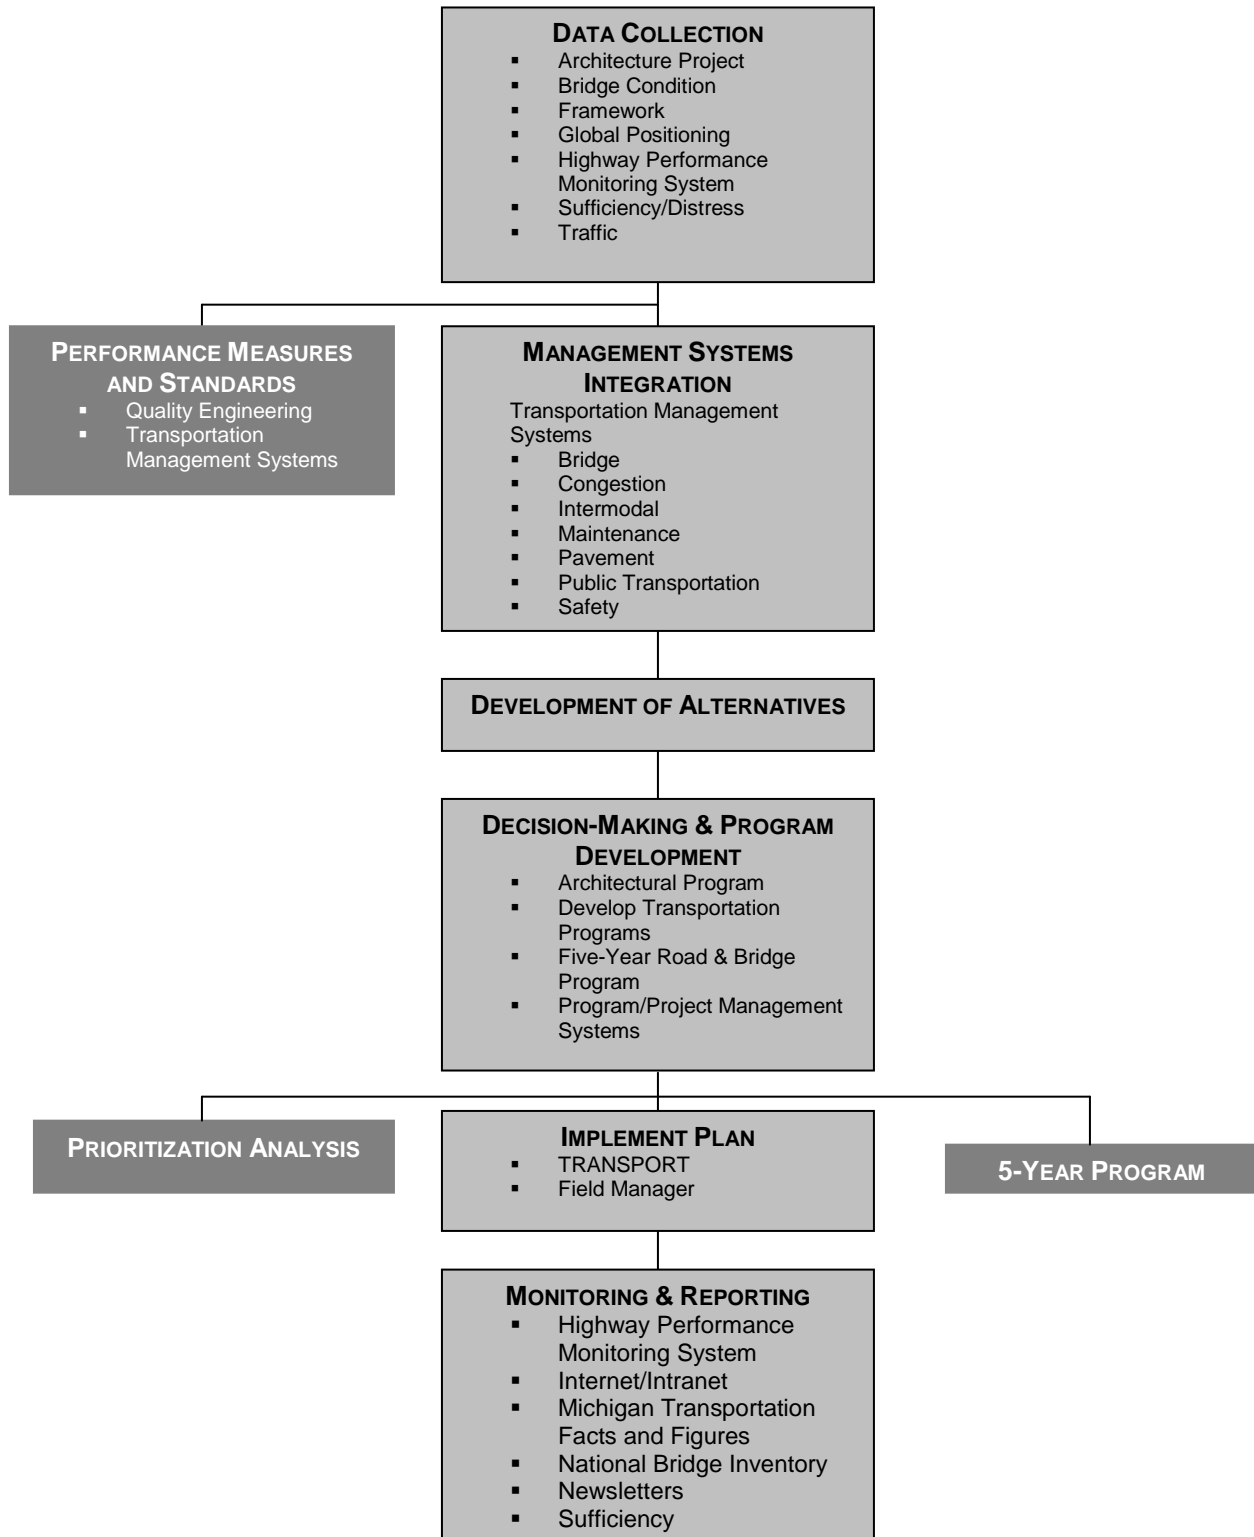 DATA COLLECTION
▪ Architecture Project
▪ Bridge Condition
▪ Framework
▪ Global Positioning
▪ Highway Performance
Monitoring System
▪ Sufficiency/Distress
▪ Traffic
PERFORMANCE MEASURES
AND STANDARDS
▪ Quality Engineering
▪ Transportation
Management Systems
MANAGEMENT SYSTEMS
INTEGRATION
Transportation Management
Systems
▪ Bridge
▪ Congestion
▪ Intermodal
▪ Maintenance
▪ Pavement
▪ Public Transportation
▪ Safety
DEVELOPMENT OF ALTERNATIVES
DECISION-MAKING & PROGRAM
DEVELOPMENT
▪ Architectural Program
▪ Develop Transportation
Programs
▪ Five-Year Road & Bridge
Program
▪ Program/Project Management
Systems
PRIORITIZATION ANALYSIS
IMPLEMENT PLAN
▪ TRANSPORT
▪ Field Manager
5-YEAR PROGRAM
MONITORING & REPORTING
▪ Highway Performance
Monitoring System
▪ Internet/Intranet
▪ Michigan Transportation
Facts and Figures
▪ National Bridge Inventory
▪ Newsletters
▪ Sufficiency